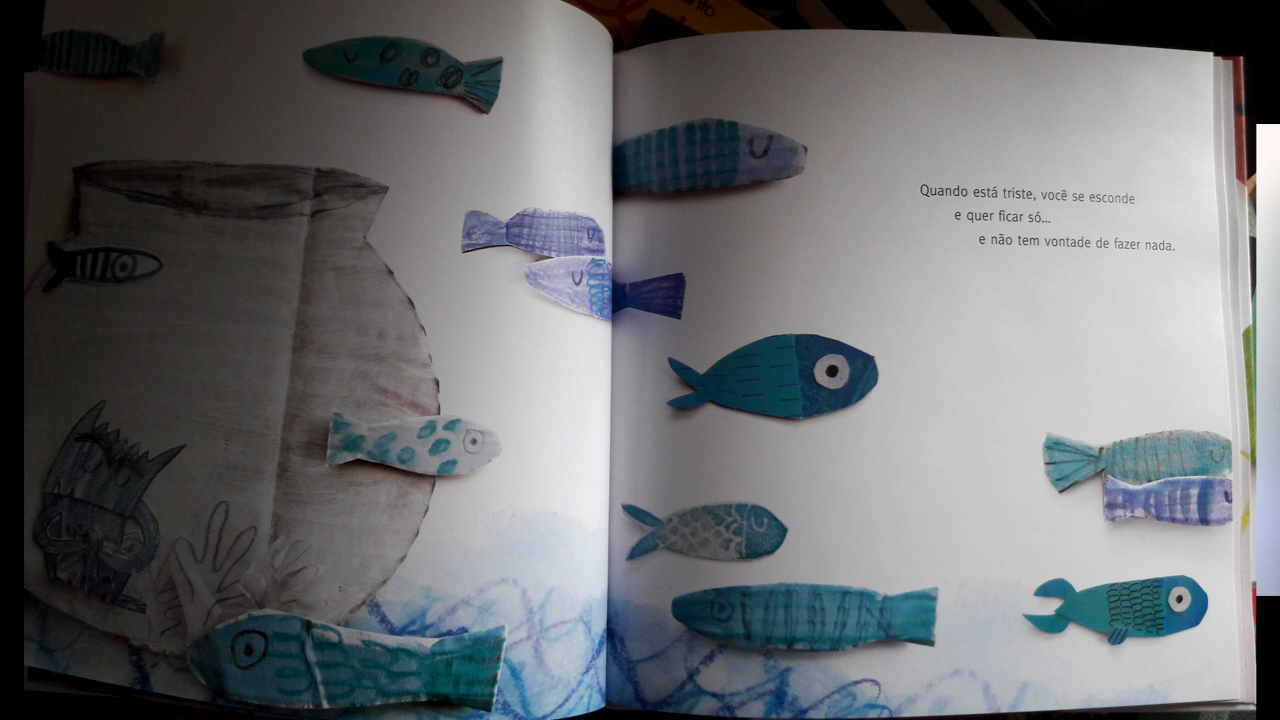 Quando está triste, você se esconde
e quer ficar só...
e não tem vontade de fazer nada.